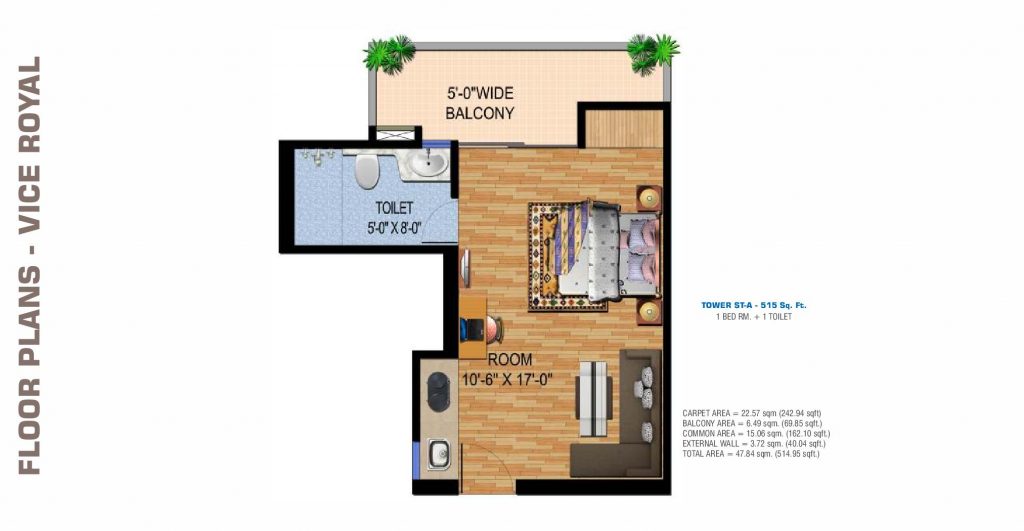 FLOOR PLANS - VICE ROYAL
5'-0"WIDE
BALCONY
TOILET
5'-0" X 8'-0"
ROOM
10'-6" X 17'-0"
TOWER ST-A - 515 Sq. Ft.
1 BED RM. + 1 TOILET
CARPET AREA = 22.57 sqm (242.94 sqft)
BALCONY AREA = 6.49 sqm. (69.85 sqft.)
COMMON AREA = 15.06 sqm. (162.10 sqft.)
EXTERNAL WALL = 3.72 sqm. (40.04 sqft.)
TOTAL AREA = 47.84 sqm. (514.95 sqft.)